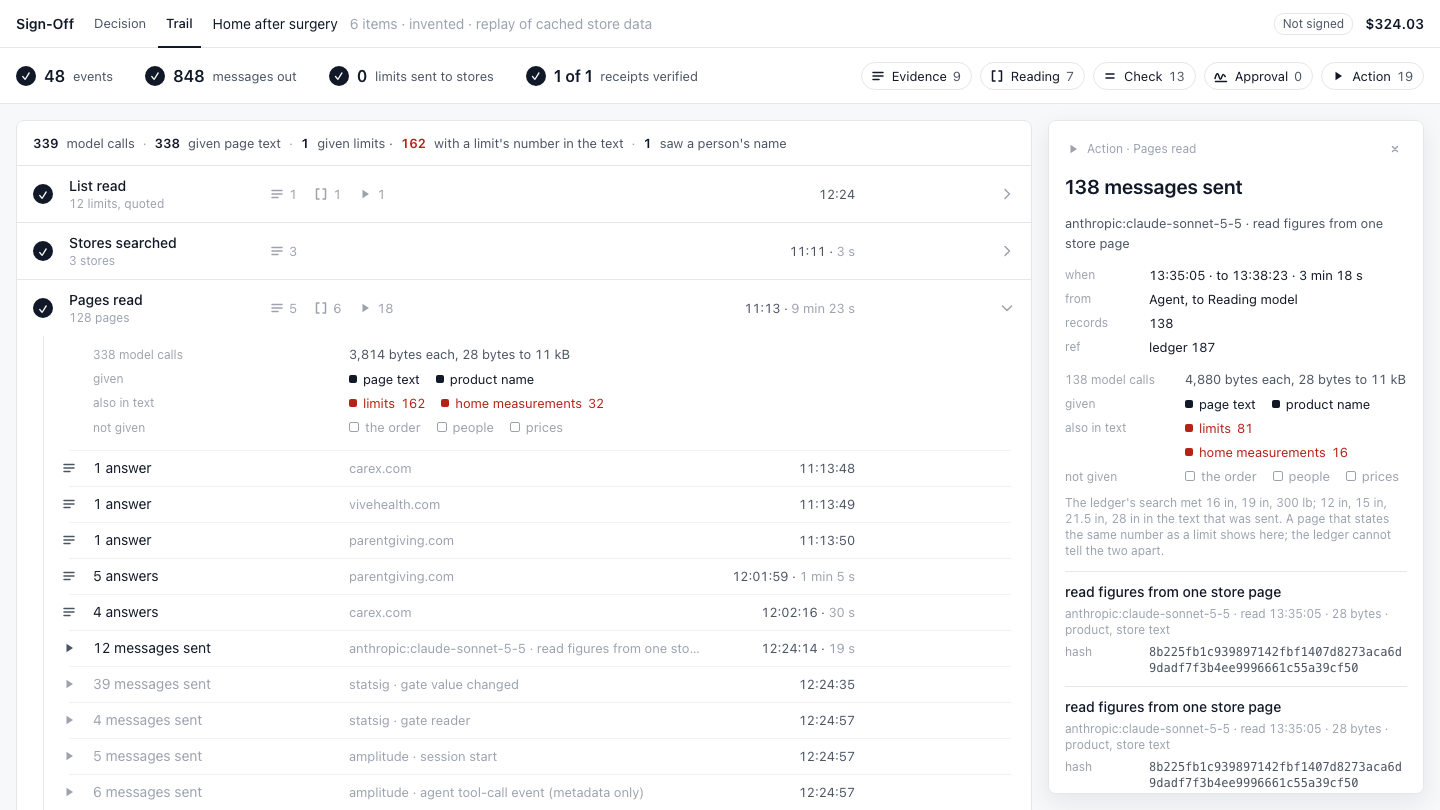 Sign-Off Decision Trail Home after surgery 6 items · invented · replay of cached store data Not signed $324.03
48 events 848 messages out 0 limits sent to stores 1 of 1 receipts verified Evidence 9 Reading 7 Check 13 Approval 0 Action 19
339 model calls · 338 given page text · 1 given limits · 162 with a limit's number in the text · 1 saw a person's name
List read 1 1 1 12:24
12 limits, quoted
Stores searched 3 11:11 · 3 s
3 stores
Pages read 5 6 18 11:13 · 9 min 23 s
128 pages
338 model calls 3,814 bytes each, 28 bytes to 11 kB
given page text product name
also in text limits 162 home measurements 32
not given the order people prices
1 answer carex.com 11:13:48
1 answer vivehealth.com 11:13:49
1 answer parentgiving.com 11:13:50
5 answers parentgiving.com 12:01:59 · 1 min 5 s
4 answers carex.com 12:02:16 · 30 s
12 messages sent anthropic:claude-sonnet-5-5 · read figures from one sto... 12:24:14 · 19 s
39 messages sent statsig · gate value changed 12:24:35
4 messages sent statsig · gate reader 12:24:57
5 messages sent amplitude · session start 12:24:57
6 messages sent amplitude · agent tool-call event (metadata only) 12:24:57
Action · Pages read ×
138 messages sent
anthropic:claude-sonnet-5-5 · read figures from one
store page
when 13:35:05 · to 13:38:23 · 3 min 18 s
from Agent, to Reading model
records 138
ref ledger 187
138 model calls 4,880 bytes each, 28 bytes to 11 kB
given page text product name
also in text limits 81
home measurements 16
not given the order people prices
The ledger's search met 16 in, 19 in, 300 lb; 12 in, 15 in,
21.5 in, 28 in in the text that was sent. A page that states
the same number as a limit shows here; the ledger cannot
tell the two apart.
read figures from one store page
anthropic:claude-sonnet-5-5 · read 13:35:05 · 28 bytes ·
product, store text
hash 8b225fb1c939897142fbf1407d8273aca6d
9dadf7f3b4ee9996661c55a39cf50
read figures from one store page
anthropic:claude-sonnet-5-5 · read 13:35:05 · 28 bytes ·
product, store text
hash 8b225fb1c939897142fbf1407d8273aca6d
9dadf7f3b4ee9996661c55a39cf50